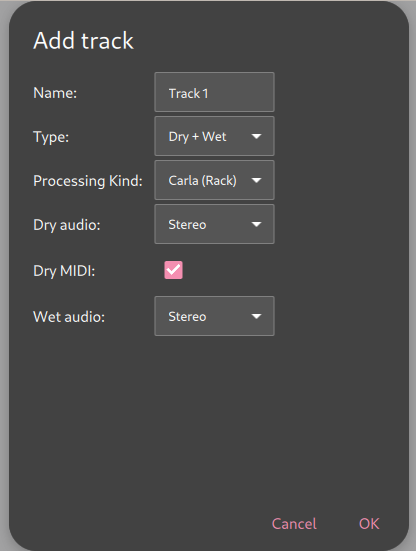 Add track
Name: Track 1
Type: Dry + Wet
Processing Kind: Carla (Rack)
Dry audio: Stereo
Dry MIDI:
Wet audio: Stereo
Cancel OK